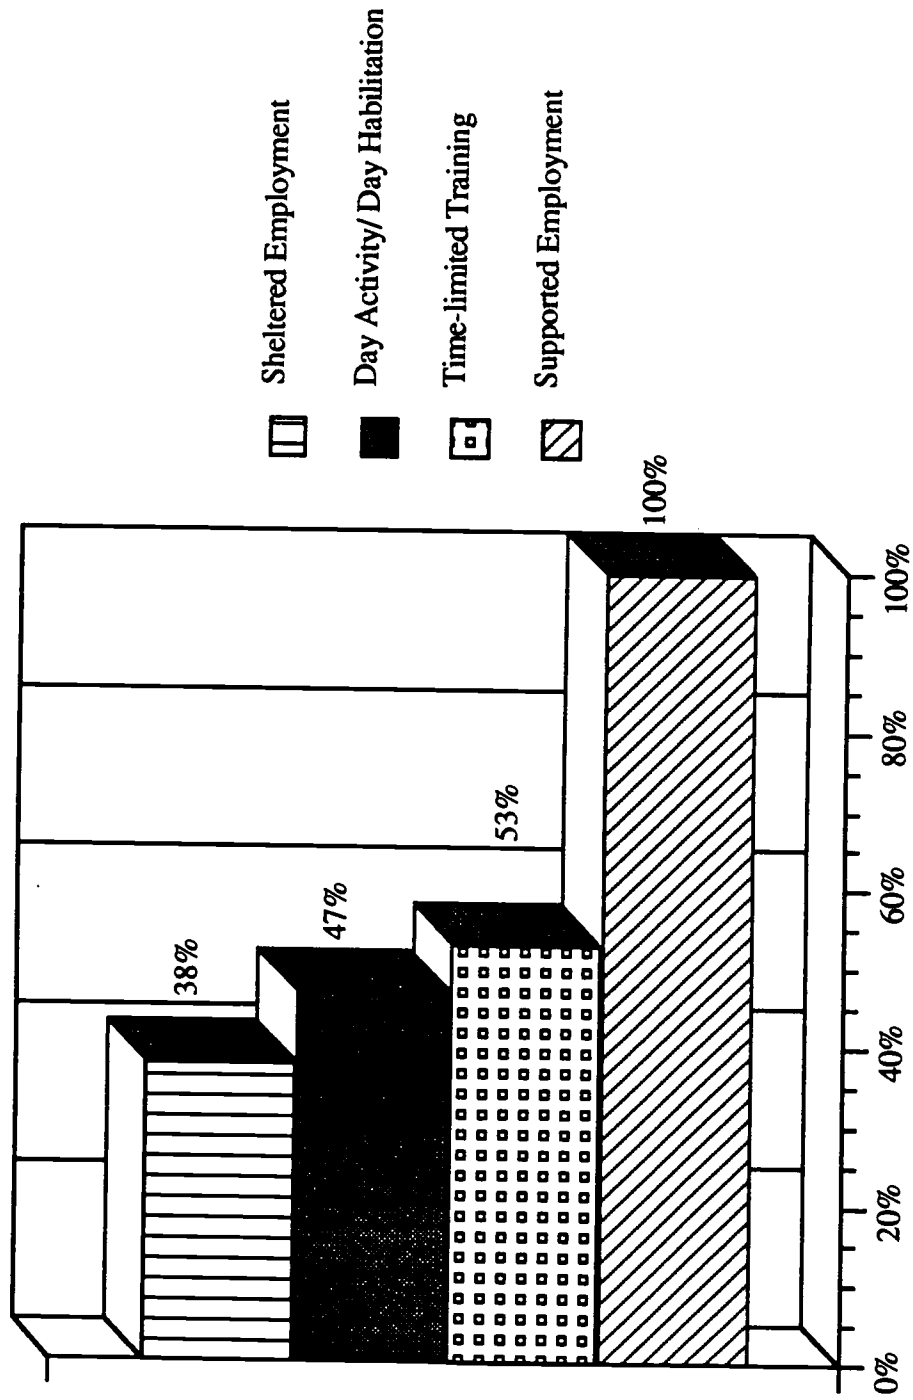 38%
47%
53%
100%
0%
20%
40%
60%
80%
100%
Sheltered Employment
Day Activity/ Day Habilitation
Time-limited Training
Supported Employment